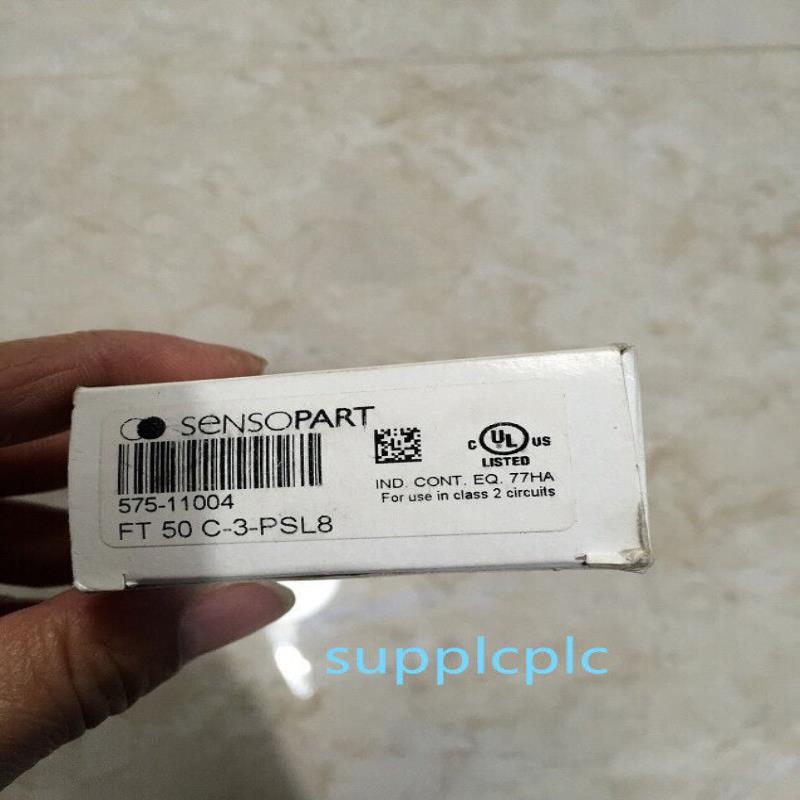 SENSOPART
575-11004
FT 50 C-3-PSL8
C UL US
LISTED
IND. CONT. EQ. 77HA
For use in class 2 circuits
supplcplc